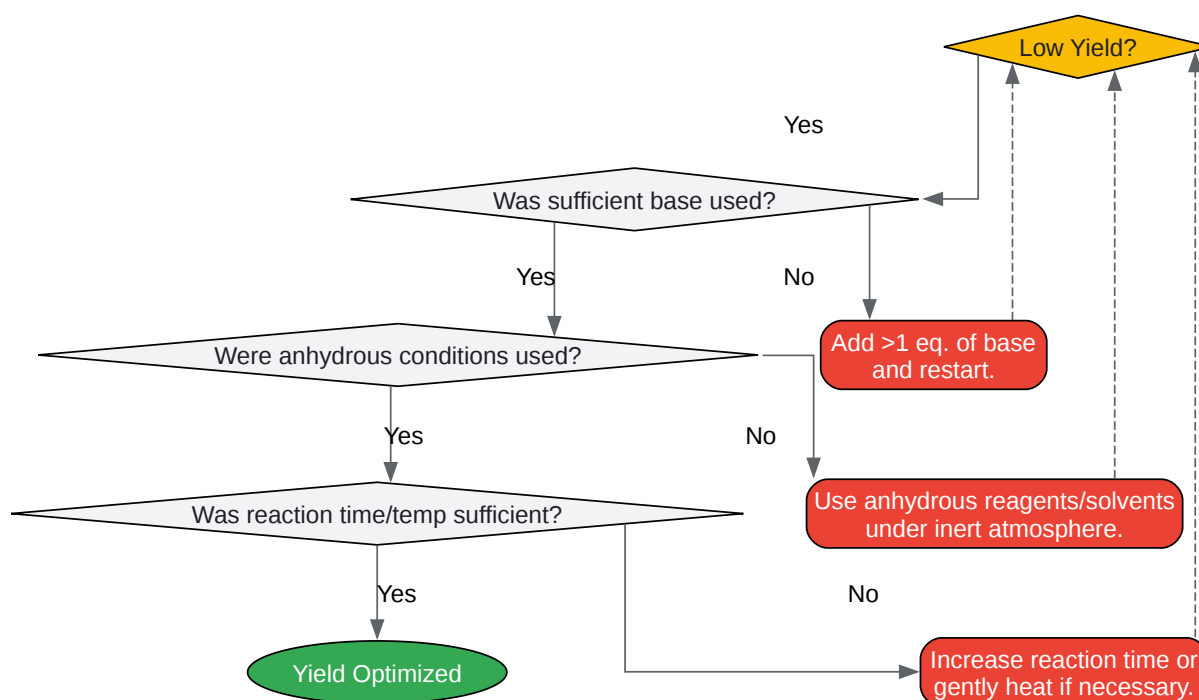 Low Yield?
Yes
Was sufficient base used?
Yes
No
Were anhydrous conditions used?
Add >1 eq. of base
and restart.
Yes
No
Was reaction time/temp sufficient?
Use anhydrous reagents/solvents
under inert atmosphere.
Yes
No
Yield Optimized
Increase reaction time or
gently heat if necessary.